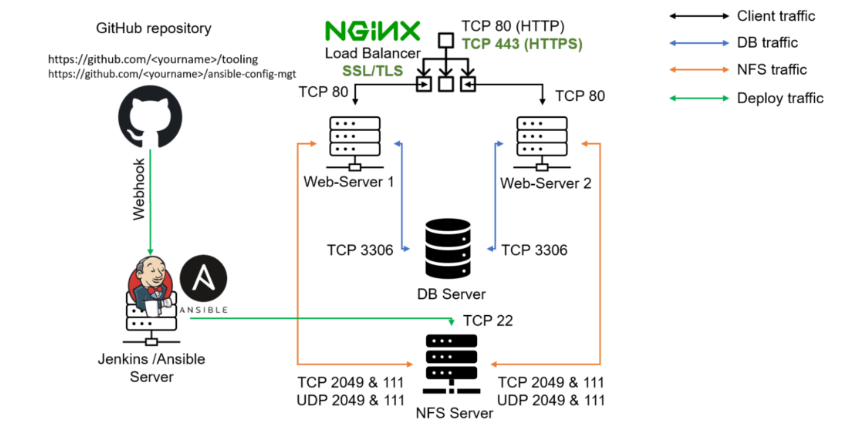 GitHub repository
https://github.com/<yourname>/tooling
https://github.com/<yourname>/ansible-config-mgt
Webhook
ANSIBLE
Jenkins /Ansible
Server
NGINX
Load Balancer
SSL/TLS
TCP 80 (HTTP)
TCP 443 (HTTPS)
TCP 80
TCP 80
Web-Server 1
Web-Server 2
TCP 3306
TCP 3306
DB Server
TCP 22
TCP 2049 & 111
UDP 2049 & 111
TCP 2049 & 111
UDP 2049 & 111
NFS Server
Client traffic
DB traffic
NFS traffic
Deploy traffic